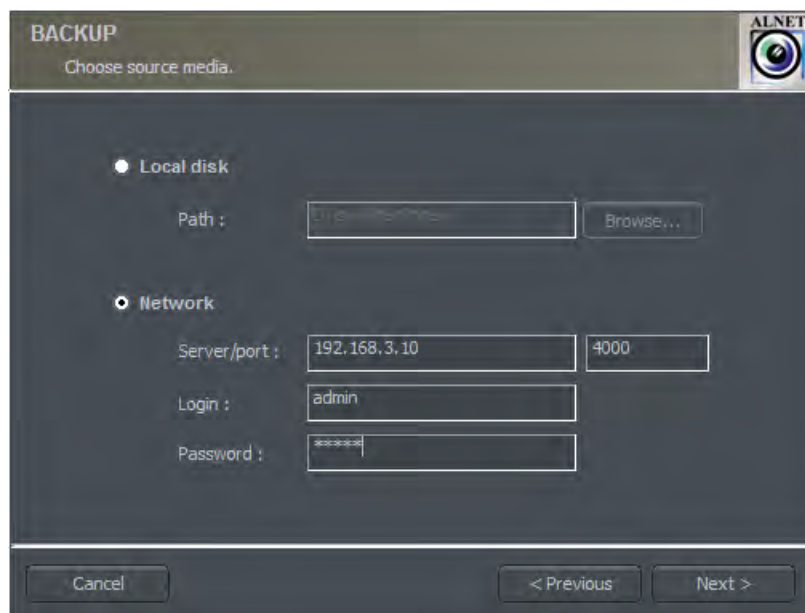 BACKUP
ALNET
Choose source media.
Local disk
Path :
Browse...
Network
Server/port : 192.168.3.10 4000
Login : admin
Password : *****
Cancel < Previous Next >